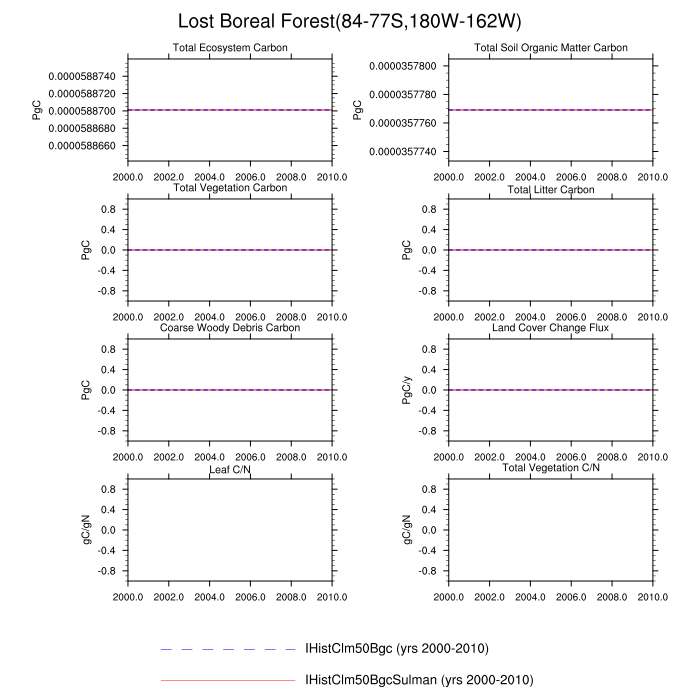 Lost Boreal Forest(84-77S,180W-162W)
Total Ecosystem Carbon
PgC
0.0000588740
0.0000588720
0.0000588700
0.0000588680
0.0000588660
2000.0 2002.0 2004.0 2006.0 2008.0 2010.0
Total Soil Organic Matter Carbon
PgC
0.0000357800
0.0000357780
0.0000357760
0.0000357740
2000.0 2002.0 2004.0 2006.0 2008.0 2010.0
Total Vegetation Carbon
PgC
0.8
0.4
0.0
-0.4
-0.8
2000.0 2002.0 2004.0 2006.0 2008.0 2010.0
Total Litter Carbon
PgC
0.8
0.4
0.0
-0.4
-0.8
2000.0 2002.0 2004.0 2006.0 2008.0 2010.0
Coarse Woody Debris Carbon
PgC
0.8
0.4
0.0
-0.4
-0.8
2000.0 2002.0 2004.0 2006.0 2008.0 2010.0
Land Cover Change Flux
PgC/y
0.8
0.4
0.0
-0.4
-0.8
2000.0 2002.0 2004.0 2006.0 2008.0 2010.0
Leaf C/N
gC/gN
0.8
0.4
0.0
-0.4
-0.8
2000.0 2002.0 2004.0 2006.0 2008.0 2010.0
Total Vegetation C/N
gC/gN
0.8
0.4
0.0
-0.4
-0.8
2000.0 2002.0 2004.0 2006.0 2008.0 2010.0
IHistClm50Bgc (yrs 2000-2010)
IHistClm50BgcSulman (yrs 2000-2010)